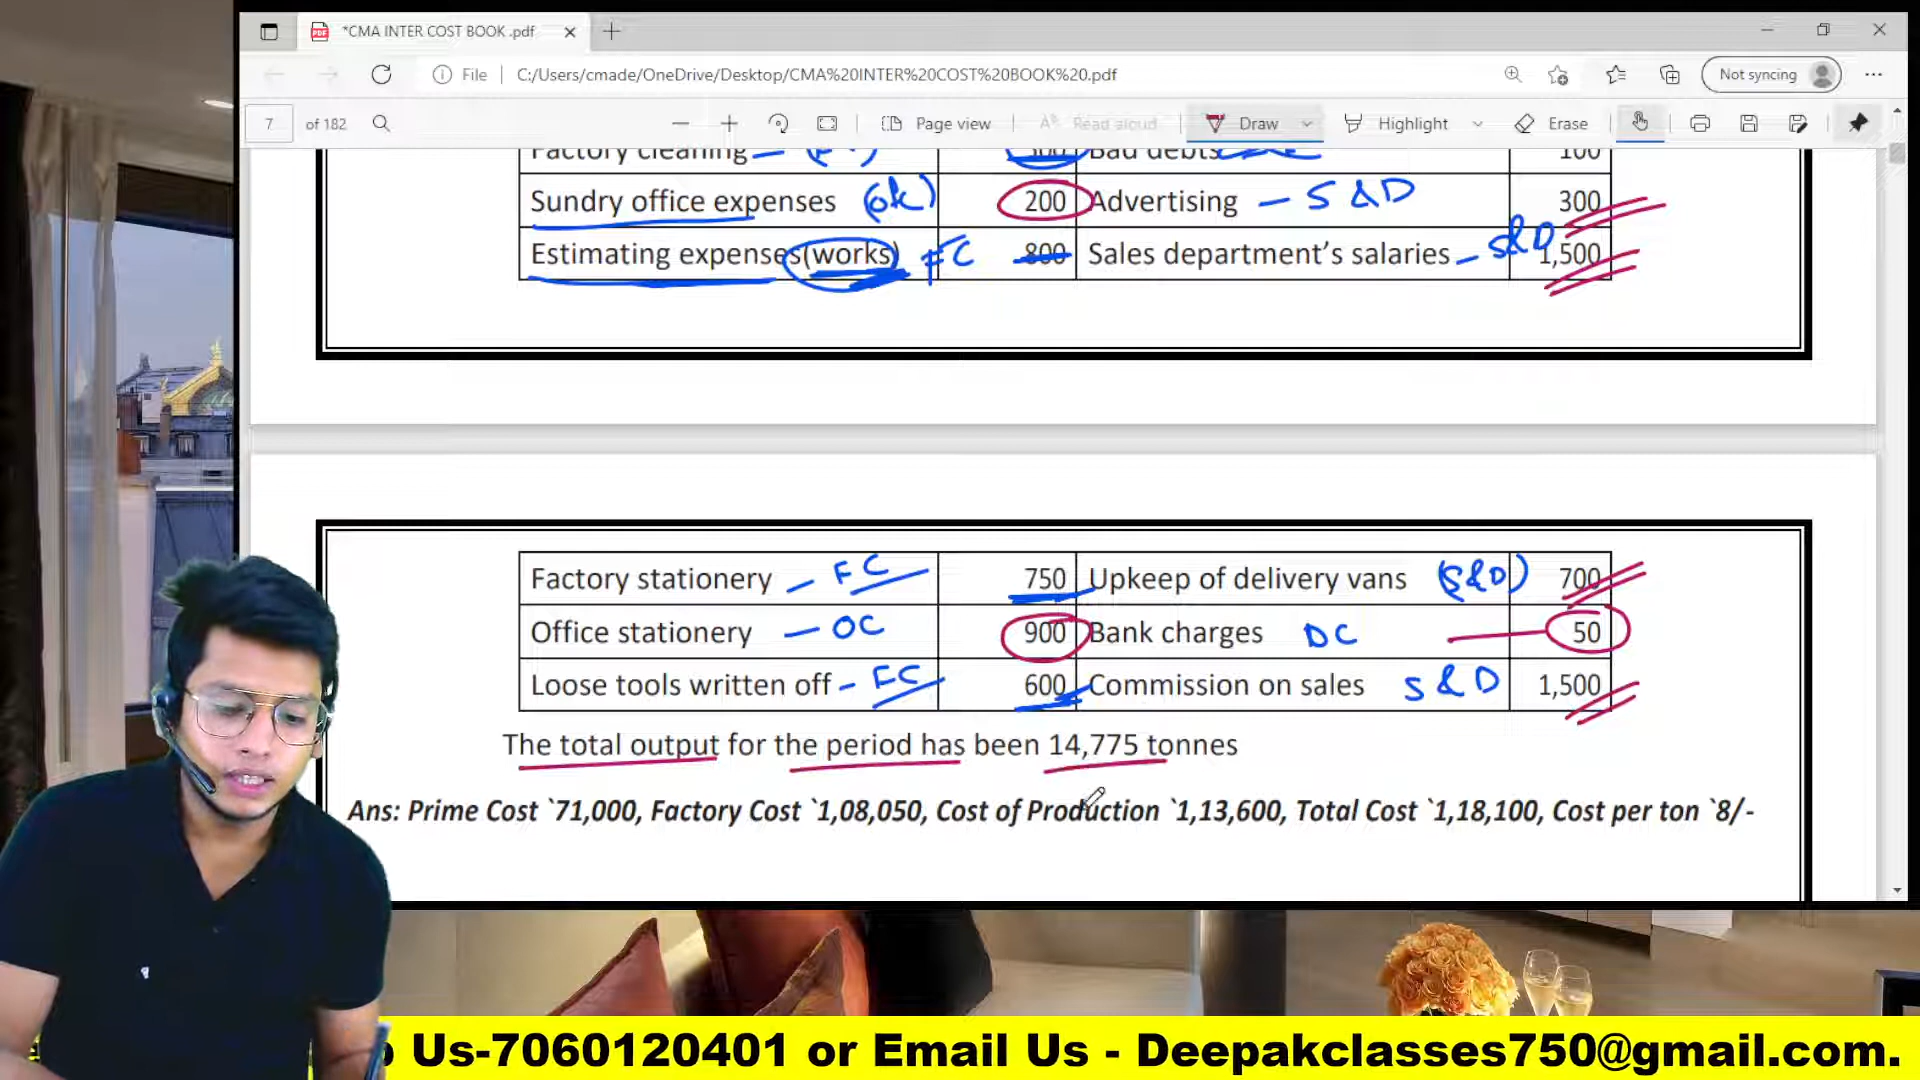 *CMA INTER COST BOOK .pdf
File C:/Users/cmade/OneDrive/Desktop/CMA%20INTER%20COST%20BOOK%20.pdf Not syncing
7 of 182 Page view Read aloud Draw Highlight Erase
Factory cleaning Bad debts 100
Sundry office expenses (ok) 200 Advertising – S & D 300
Estimating expenses(works) FC 800 Sales department's salaries – S&D 1,500
Factory stationery – FC 750 Upkeep of delivery vans (S&D) 700
Office stationery – OC 900 Bank charges OC 50
Loose tools written off – FC 600 Commission on sales S & D 1,500
The total output for the period has been 14,775 tonnes
Ans: Prime Cost `71,000, Factory Cost `1,08,050, Cost of Production `1,13,600, Total Cost `1,18,100, Cost per ton `8/-
Us-7060120401 or Email Us - Deepakclasses750@gmail.com.